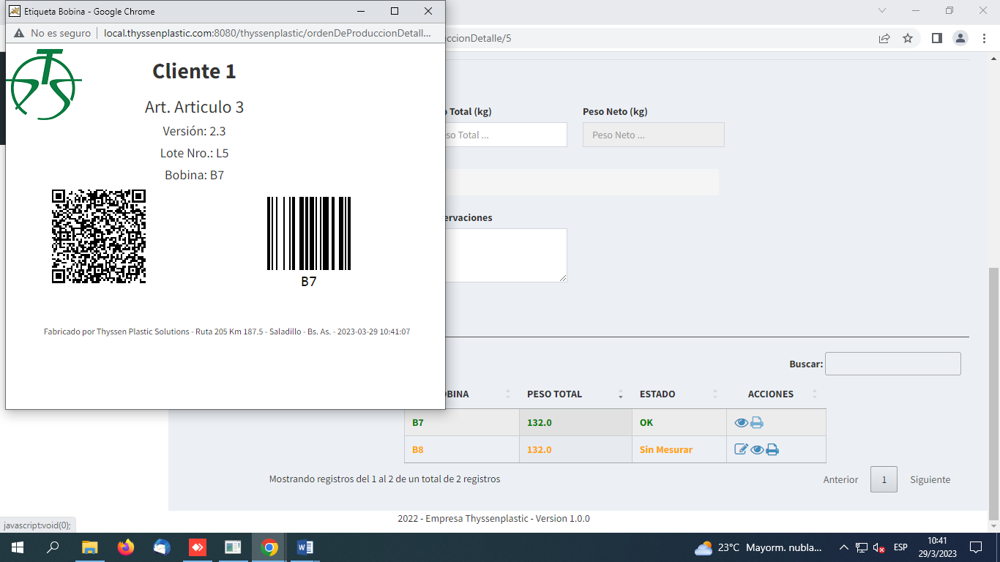 Etiqueta Bobina - Google Chrome
No es seguro
local.thyssenplastic.com:8080/thyssenplastic/ordenDeProduccionDetall...
Cliente 1
Art. Articulo 3
Versión: 2.3
Lote Nro.: L5
Bobina: B7
B7
Fabricado por Thyssen Plastic Solutions - Ruta 205 Km 187.5 - Saladillo - Bs. As. - 2023-03-29 10:41:07
uccionDetalle/5
Total (kg)
Peso Neto (kg)
so Total ...
Peso Neto ...
ervaciones
Buscar:
OBINA
PESO TOTAL
ESTADO
ACCIONES
B7
132.0
OK
B8
132.0
Sin Mesurar
Mostrando registros del 1 al 2 de un total de 2 registros
Anterior
1
Siguiente
javascript:void(0);
2022 - Empresa Thyssenplastic - Version 1.0.0
23°C Mayorm. nubla...
ESP
10:41
29/3/2023